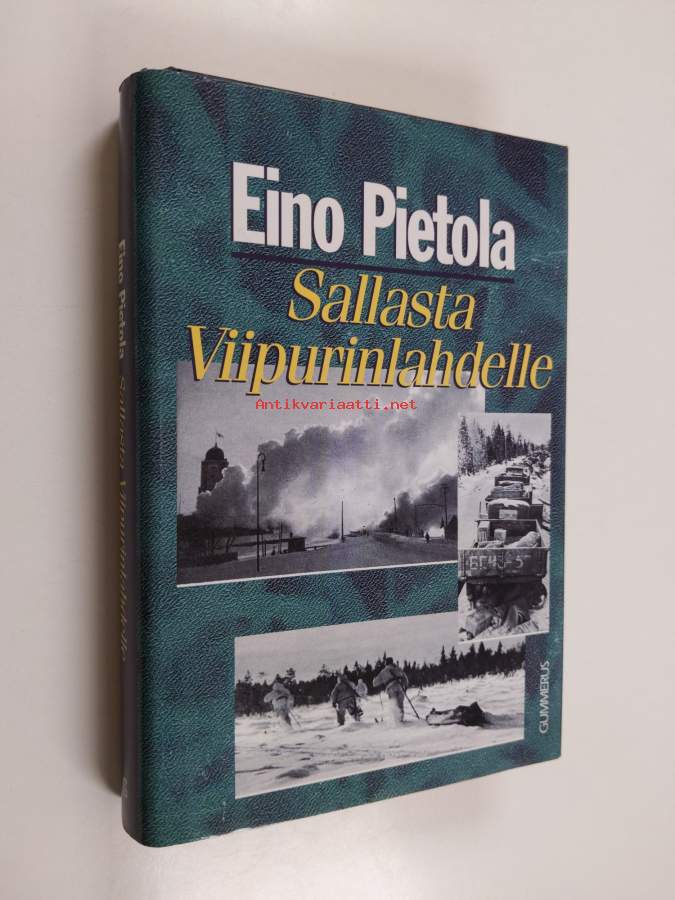 Eino Pietola
Sallasta
Viipurinlahdelle
Antikvariaatti.net
GUMMERUS
Eino Pietola Sallasta Viipurinlahdelle